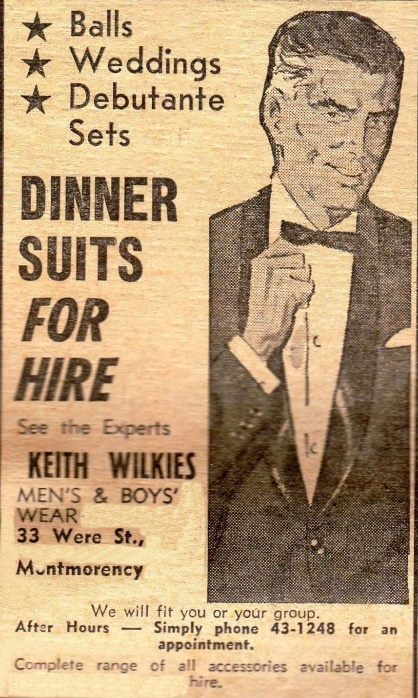 ★ Balls
★ Weddings
★ Debutante
Sets
DINNER
SUITS
FOR
HIRE
See the Experts
KEITH WILKIES
MEN'S & BOYS'
WEAR
33 Were St.,
Montmorency
We will fit you or your group.
After Hours — Simply phone 43-1248 for an
appointment.
Complete range of all accessories available for
hire.